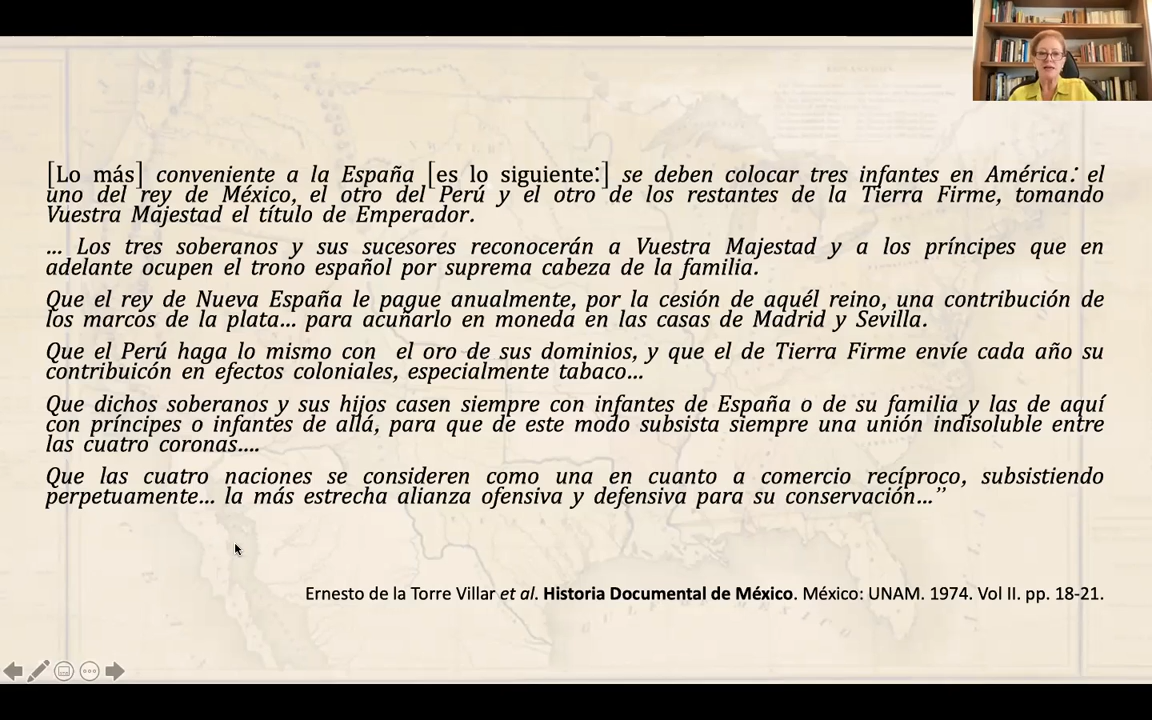 [Lo más] conveniente a la España [es lo siguiente:] se deben colocar tres infantes en América: el
uno del rey de México, el otro del Perú y el otro de los restantes de la Tierra Firme, tomando
Vuestra Majestad el título de Emperador.
... Los tres soberanos y sus sucesores reconocerán a Vuestra Majestad y a los príncipes que en
adelante ocupen el trono español por suprema cabeza de la familia.
Que el rey de Nueva España le pague anualmente, por la cesión de aquél reino, una contribución de
los marcos de la plata... para acuñarlo en moneda en las casas de Madrid y Sevilla.
Que el Perú haga lo mismo con el oro de sus dominios, y que el de Tierra Firme envíe cada año su
contribuicón en efectos coloniales, especialmente tabaco...
Que dichos soberanos y sus hijos casen siempre con infantes de España o de su familia y las de aquí
con príncipes o infantes de allá, para que de este modo subsista siempre una unión indisoluble entre
las cuatro coronas....
Que las cuatro naciones se consideren como una en cuanto a comercio recíproco, subsistiendo
perpetuamente... la más estrecha alianza ofensiva y defensiva para su conservación...”
Ernesto de la Torre Villar et al. Historia Documental de México. México: UNAM. 1974. Vol II. pp. 18-21.